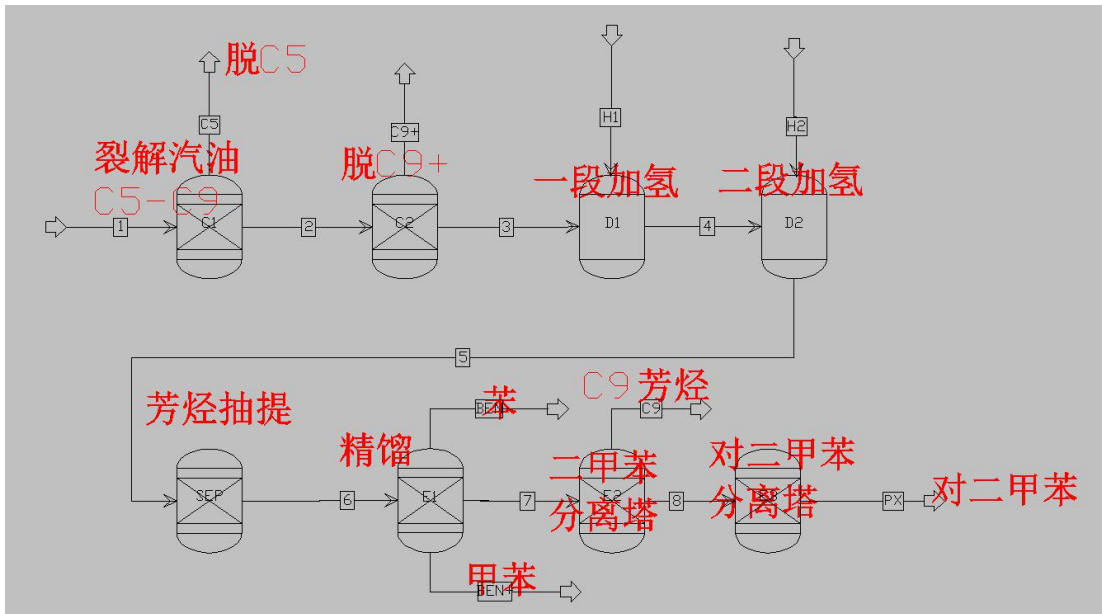 脱C5
C5
C9+
H1
H2
裂解汽油
C5-C9
脱C9+
一段加氢
二段加氢
1
C1
2
C2
3
D1
4
D2
5
芳烃抽提
精馏
苯
C9芳烃
C9
二甲苯
分离塔
对二甲苯
分离塔
SEP
6
E1
7
E2
8
PX
对二甲苯
甲苯
BEN+